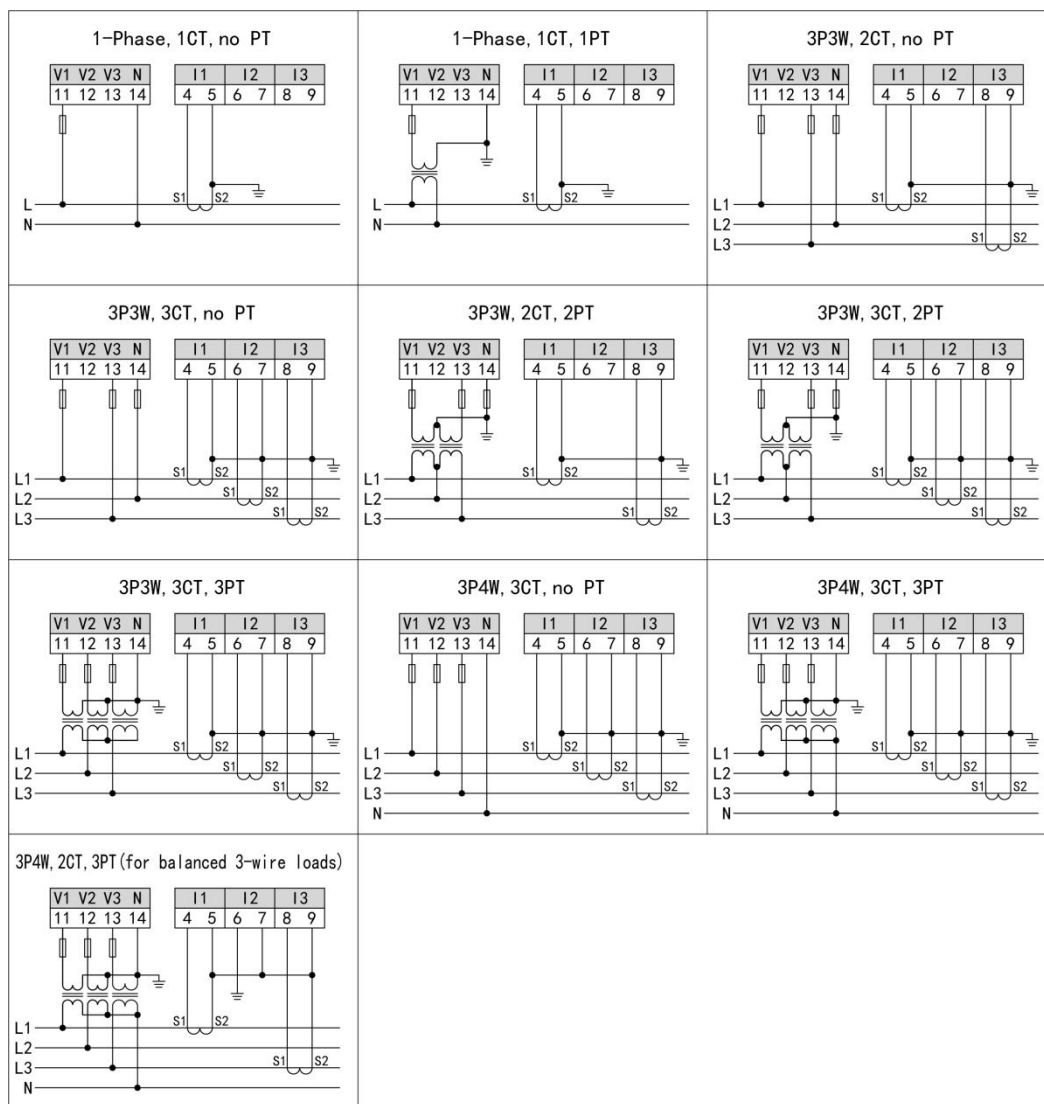 1-Phase, 1CT, no PT
V1 V2 V3 N I1 I2 I3
11 12 13 14 4 5 6 7 8 9
S1 S2
L
N
1-Phase, 1CT, 1PT
V1 V2 V3 N I1 I2 I3
11 12 13 14 4 5 6 7 8 9
S1 S2
L
N
3P3W, 2CT, no PT
V1 V2 V3 N I1 I2 I3
11 12 13 14 4 5 6 7 8 9
S1 S2
L1
L2
S1 S2
L3
3P3W, 3CT, no PT
V1 V2 V3 N I1 I2 I3
11 12 13 14 4 5 6 7 8 9
S1 S2
L1
S1 S2
L2
S1 S2
L3
3P3W, 2CT, 2PT
V1 V2 V3 N I1 I2 I3
11 12 13 14 4 5 6 7 8 9
S1 S2
L1
L2
S1 S2
L3
3P3W, 3CT, 2PT
V1 V2 V3 N I1 I2 I3
11 12 13 14 4 5 6 7 8 9
S1 S2
L1
S1 S2
L2
S1 S2
L3
3P3W, 3CT, 3PT
V1 V2 V3 N I1 I2 I3
11 12 13 14 4 5 6 7 8 9
S1 S2
L1
S1 S2
L2
S1 S2
L3
3P4W, 3CT, no PT
V1 V2 V3 N I1 I2 I3
11 12 13 14 4 5 6 7 8 9
S1 S2
L1
S1 S2
L2
S1 S2
L3
N
3P4W, 3CT, 3PT
V1 V2 V3 N I1 I2 I3
11 12 13 14 4 5 6 7 8 9
S1 S2
L1
S1 S2
L2
S1 S2
L3
N
3P4W, 2CT, 3PT(for balanced 3-wire loads)
V1 V2 V3 N I1 I2 I3
11 12 13 14 4 5 6 7 8 9
S1 S2
L1
L2
S1 S2
L3
N